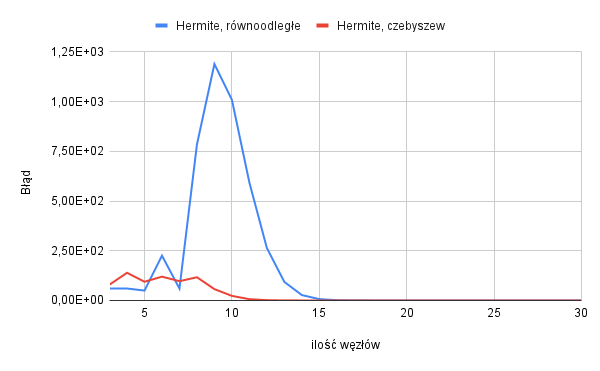 Hermite, równoodległe Hermite, czebyszew
1,25E+03
1,00E+03
7,50E+02
5,00E+02
2,50E+02
0,00E+00
Błąd
5 10 15 20 25 30
ilość węzłów